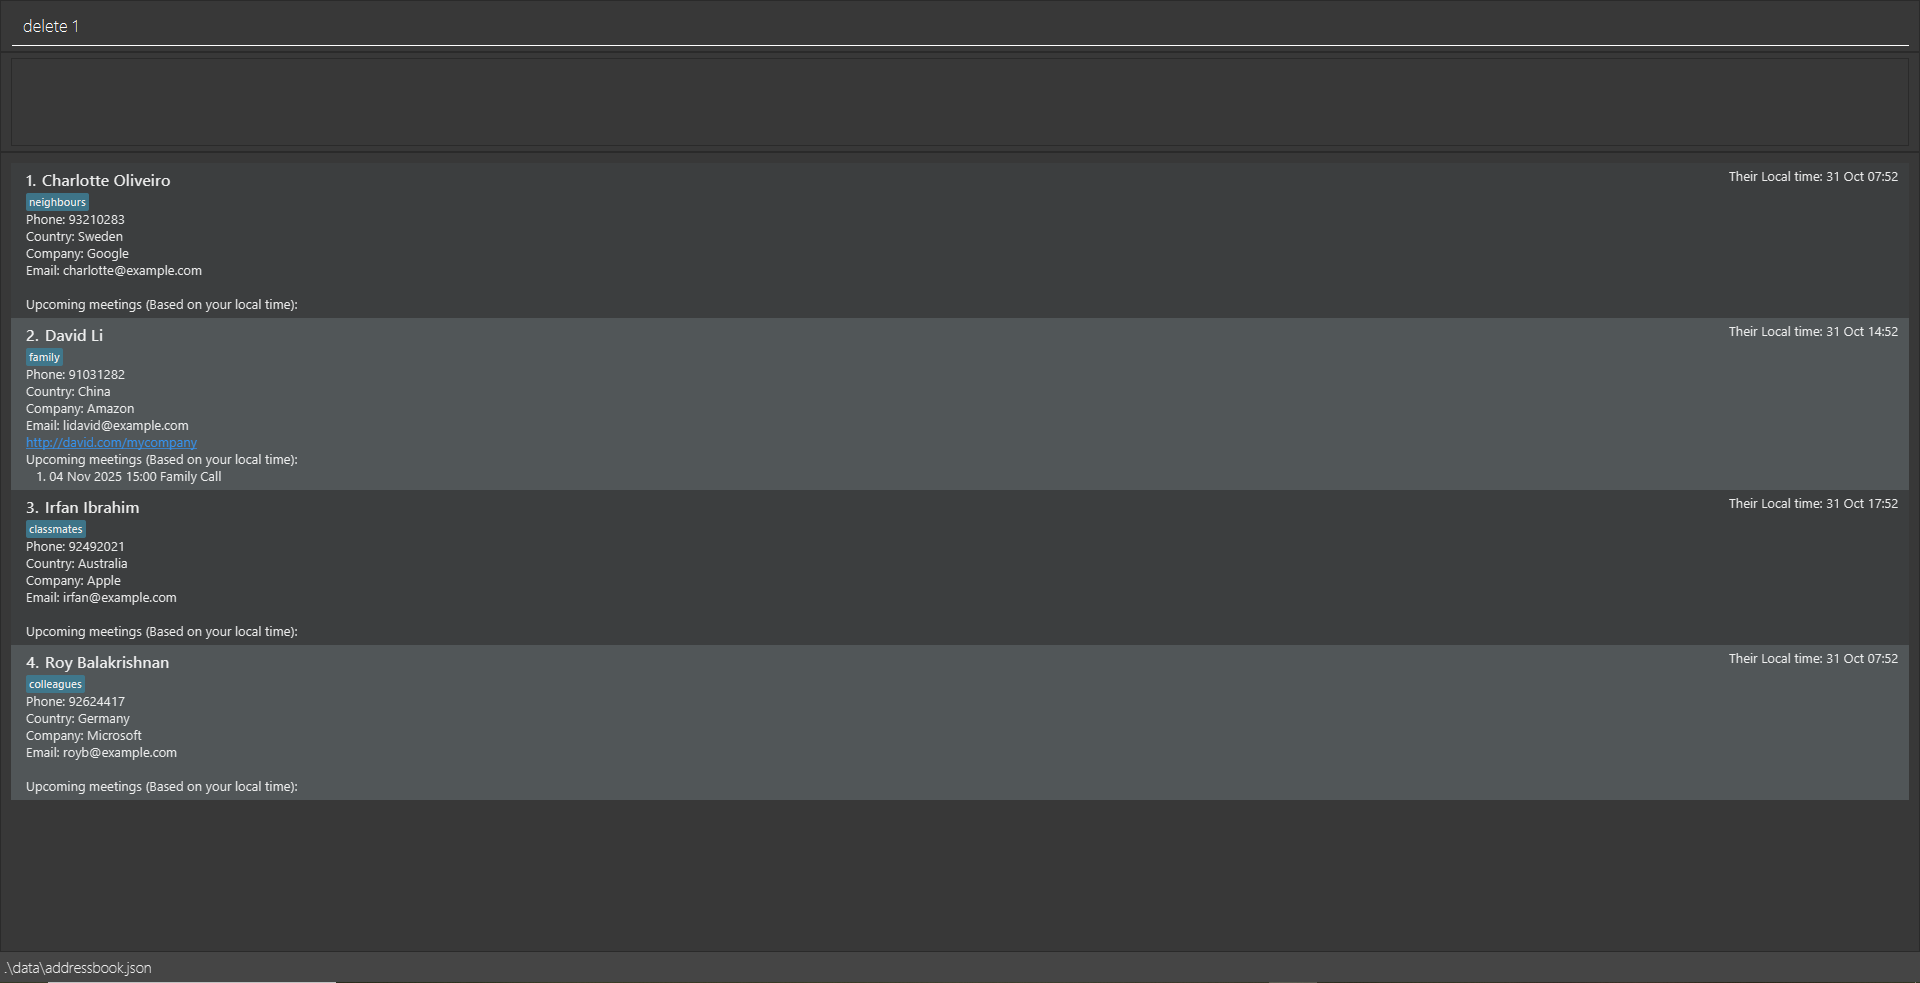 delete 1
1. Charlotte Oliveiro
Their Local time: 31 Oct 07:52
neighbours
Phone: 93210283
Country: Sweden
Company: Google
Email: charlotte@example.com
Upcoming meetings (Based on your local time):
2. David Li
Their Local time: 31 Oct 14:52
family
Phone: 91031282
Country: China
Company: Amazon
Email: lidavid@example.com
http://david.com/mycompany
Upcoming meetings (Based on your local time):
1. 04 Nov 2025 15:00 Family Call
3. Irfan Ibrahim
Their Local time: 31 Oct 17:52
classmates
Phone: 92492021
Country: Australia
Company: Apple
Email: irfan@example.com
Upcoming meetings (Based on your local time):
4. Roy Balakrishnan
Their Local time: 31 Oct 07:52
colleagues
Phone: 92624417
Country: Germany
Company: Microsoft
Email: royb@example.com
Upcoming meetings (Based on your local time):
.\data\addressbook.json